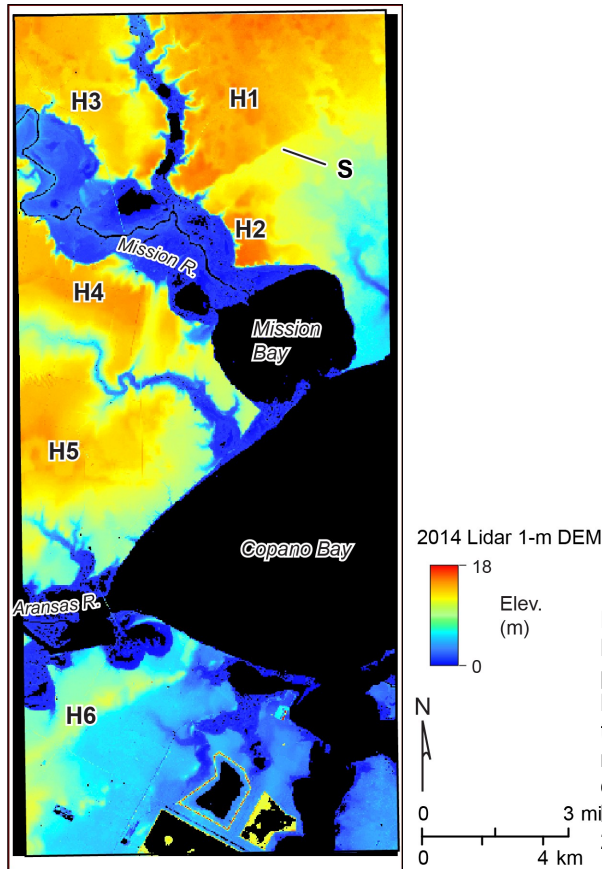 H3
H1
S
H2
Mission R.
H4
Mission
Bay
H5
Copano Bay
Aransas R.
H6
2014 Lidar 1-m DEM
18
Elev.
(m)
0
N
0 3 mi
0 4 km